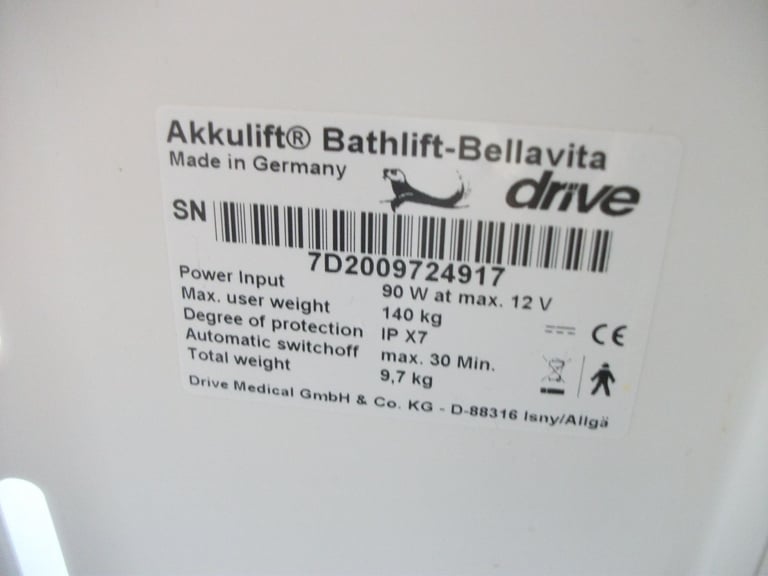 Akkulift® Bathlift-Bellavita
Made in Germany
drive
SN
7D2009724917
Power Input 90 W at max. 12 V
Max. user weight 140 kg
Degree of protection IP X7
Automatic switchoff max. 30 Min.
Total weight 9,7 kg
CE
Drive Medical GmbH & Co. KG - D-88316 Isny/Allgä